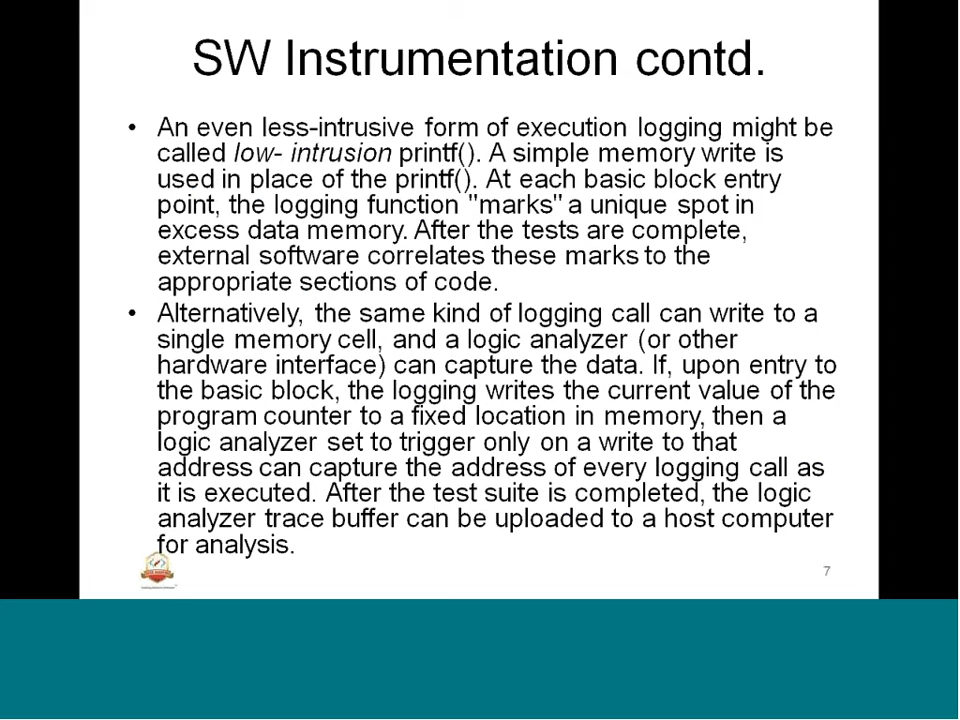 SW Instrumentation contd.
• An even less-intrusive form of execution logging might be
called low- intrusion printf(). A simple memory write is
used in place of the printf(). At each basic block entry
point, the logging function "marks" a unique spot in
excess data memory. After the tests are complete,
external software correlates these marks to the
appropriate sections of code.
• Alternatively, the same kind of logging call can write to a
single memory cell, and a logic analyzer (or other
hardware interface) can capture the data. If, upon entry to
the basic block, the logging writes the current value of the
program counter to a fixed location in memory, then a
logic analyzer set to trigger only on a write to that
address can capture the address of every logging call as
it is executed. After the test suite is completed, the logic
analyzer trace buffer can be uploaded to a host computer
for analysis.
7